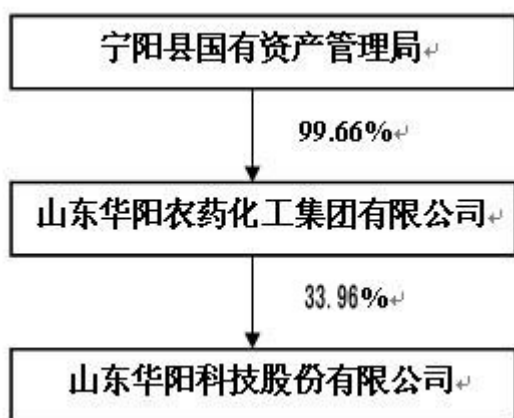 宁阳县国有资产管理局
99.66%
山东华阳农药化工集团有限公司
33.96%
山东华阳科技股份有限公司